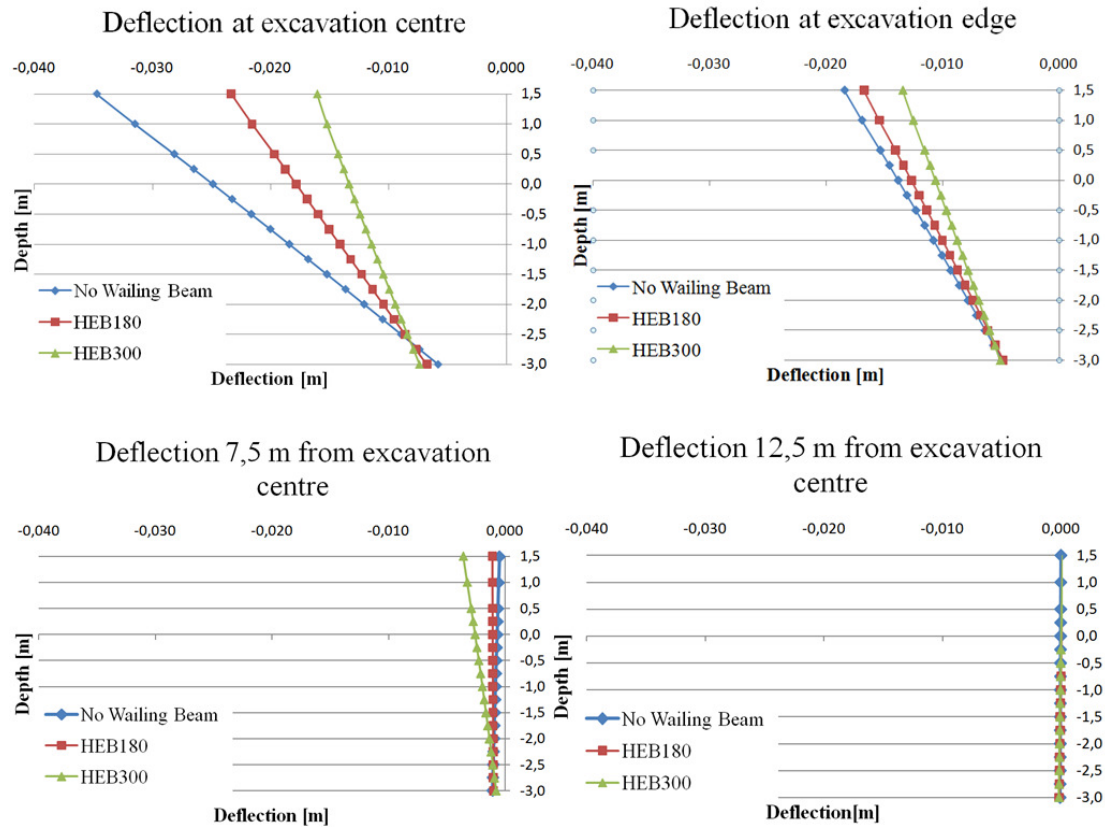 Deflection at excavation centre
-0,040 -0,030 -0,020 -0,010 0,000
1,5
1,0
0,5
0,0
-0,5
-1,0
-1,5
-2,0
-2,5
-3,0
Depth [m]
No Wailing Beam
HEB180
HEB300
Deflection [m]
Deflection at excavation edge
-0,040 -0,030 -0,020 -0,010 0,000
1,5
1,0
0,5
0,0
-0,5
-1,0
-1,5
-2,0
-2,5
-3,0
Depth [m]
No Wailing Beam
HEB180
HEB300
Deflection [m]
Deflection 7,5 m from excavation
centre
-0,040 -0,030 -0,020 -0,010 0,000
1,5
1,0
0,5
0,0
-0,5
-1,0
-1,5
-2,0
-2,5
-3,0
Depth [m]
No Wailing Beam
HEB180
HEB300
Deflection [m]
Deflection 12,5 m from excavation
centre
-0,040 -0,030 -0,020 -0,010 0,000
1,5
1,0
0,5
0,0
-0,5
-1,0
-1,5
-2,0
-2,5
-3,0
Depth [m]
No Wailing Beam
HEB180
HEB300
Deflection[m]